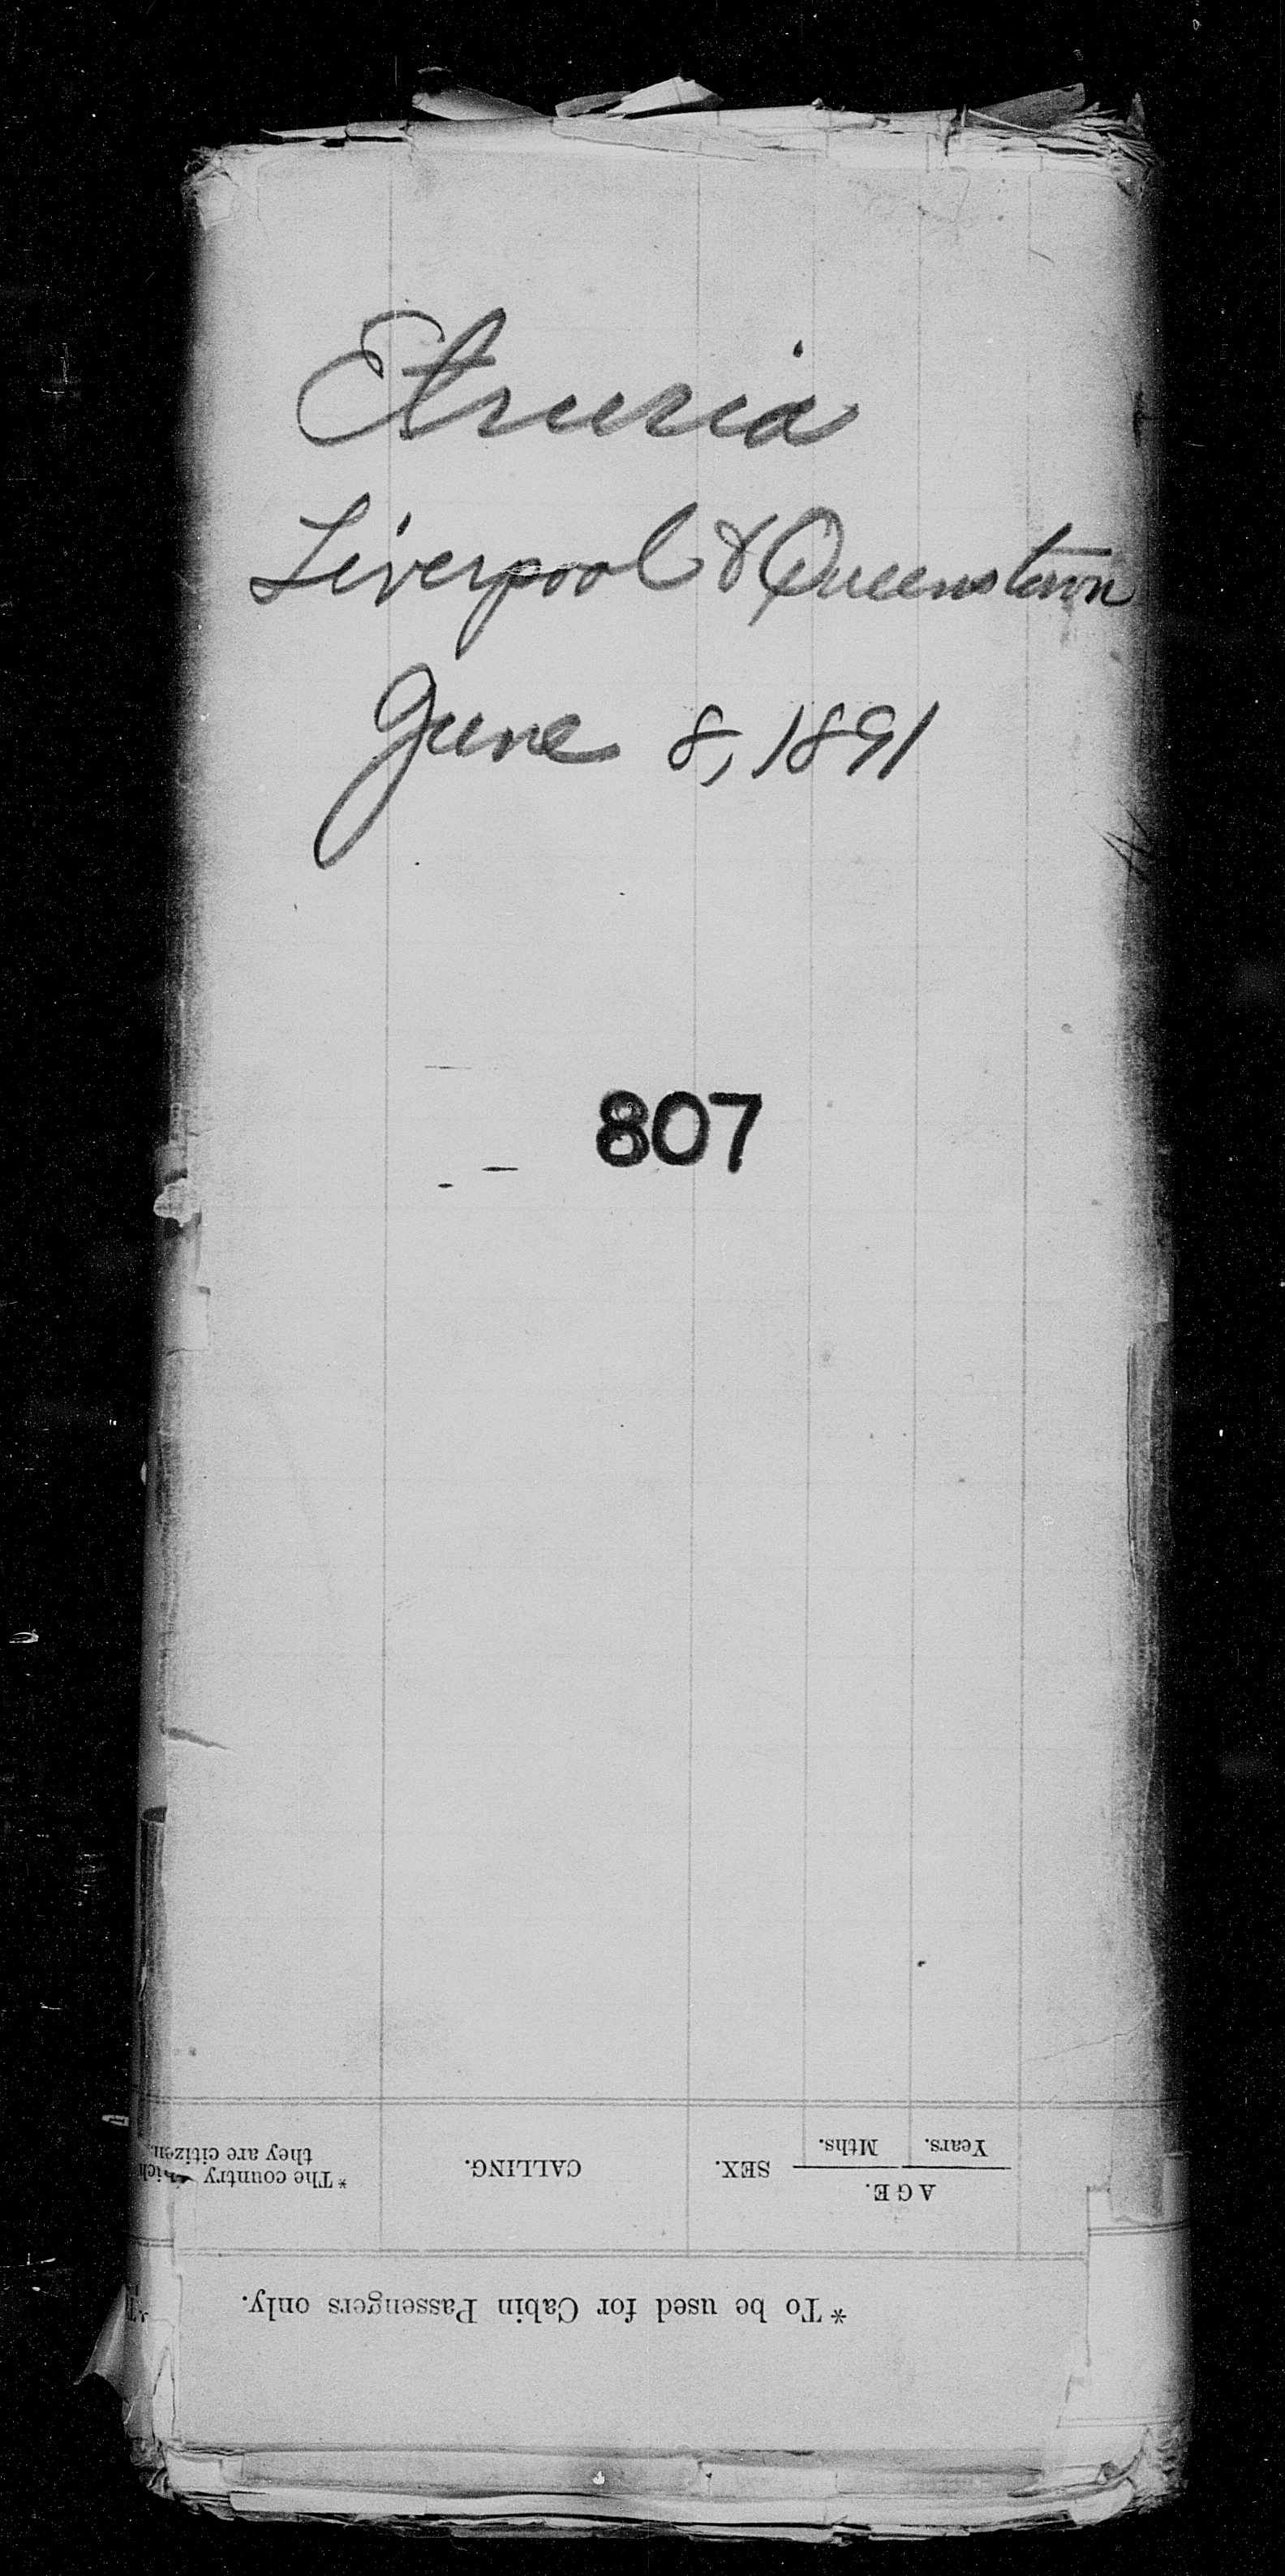 Etruria
Liverpool & Queenstown
June 8, 1891
807
* To be used for Cabin Passengers only.
AGE.
Years. Mths.
SEX.
CALLING.
* The country
they are citizen